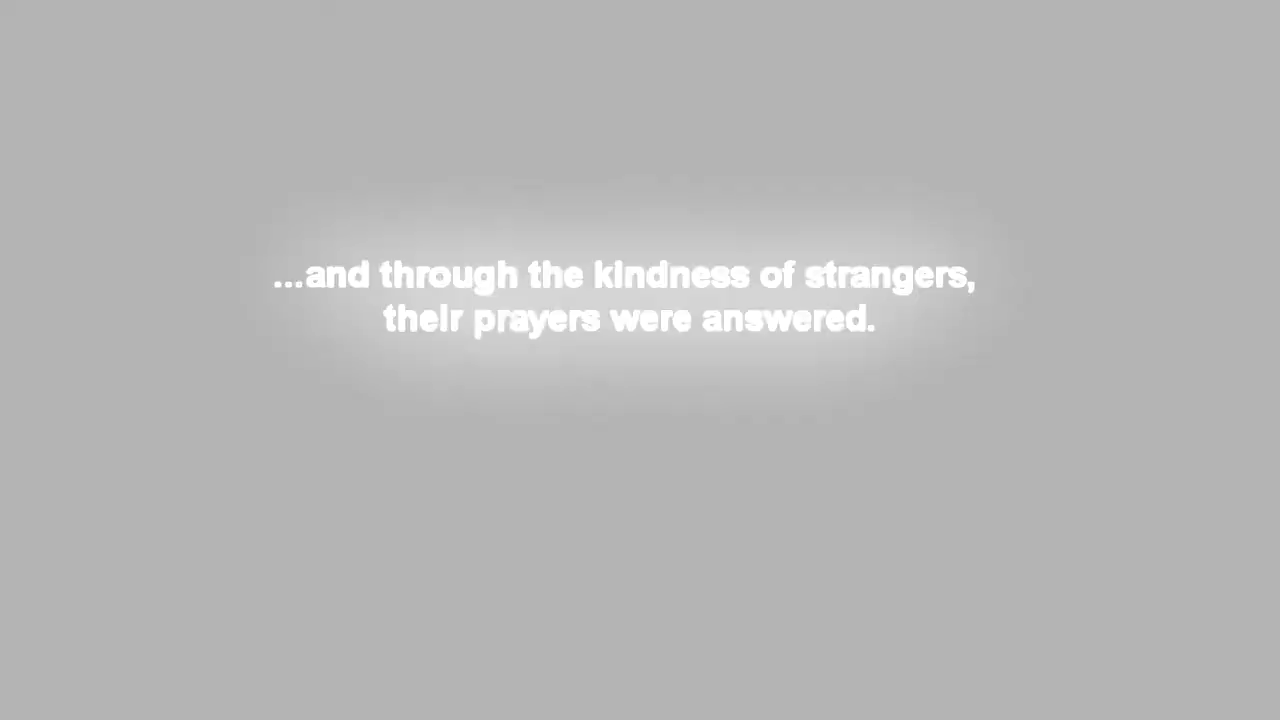 ...and through the kindness of strangers,
their prayers were answered.